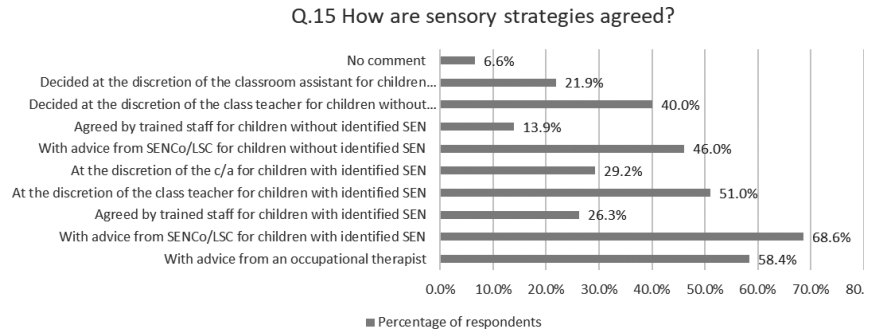 Q.15 How are sensory strategies agreed?
No comment 6.6%
Decided at the discretion of the classroom assistant for children... 21.9%
Decided at the discretion of the class teacher for children without... 40.0%
Agreed by trained staff for children without identified SEN 13.9%
With advice from SENCo/LSC for children without identified SEN 46.0%
At the discretion of the c/a for children with identified SEN 29.2%
At the discretion of the class teacher for children with identified SEN 51.0%
Agreed by trained staff for children with identified SEN 26.3%
With advice from SENCo/LSC for children with identified SEN 68.6%
With advice from an occupational therapist 58.4%
0.0% 10.0% 20.0% 30.0% 40.0% 50.0% 60.0% 70.0% 80.
Percentage of respondents